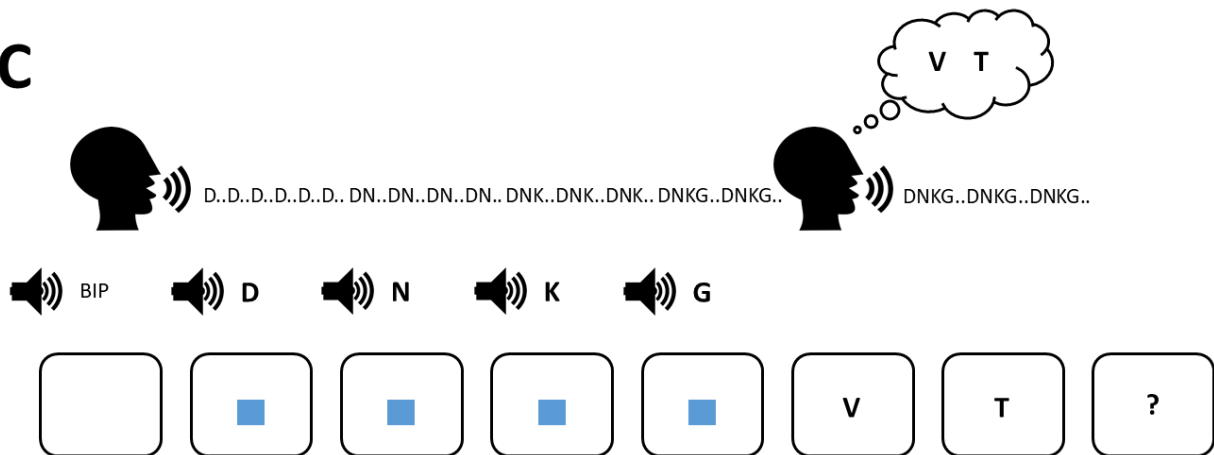 C
V T
D..D..D..D..D..D.. DN..DN..DN..DN.. DNK..DNK..DNK.. DNKG..DNKG.. DNKG..DNKG..DNKG..
BIP D N K G
V T ?